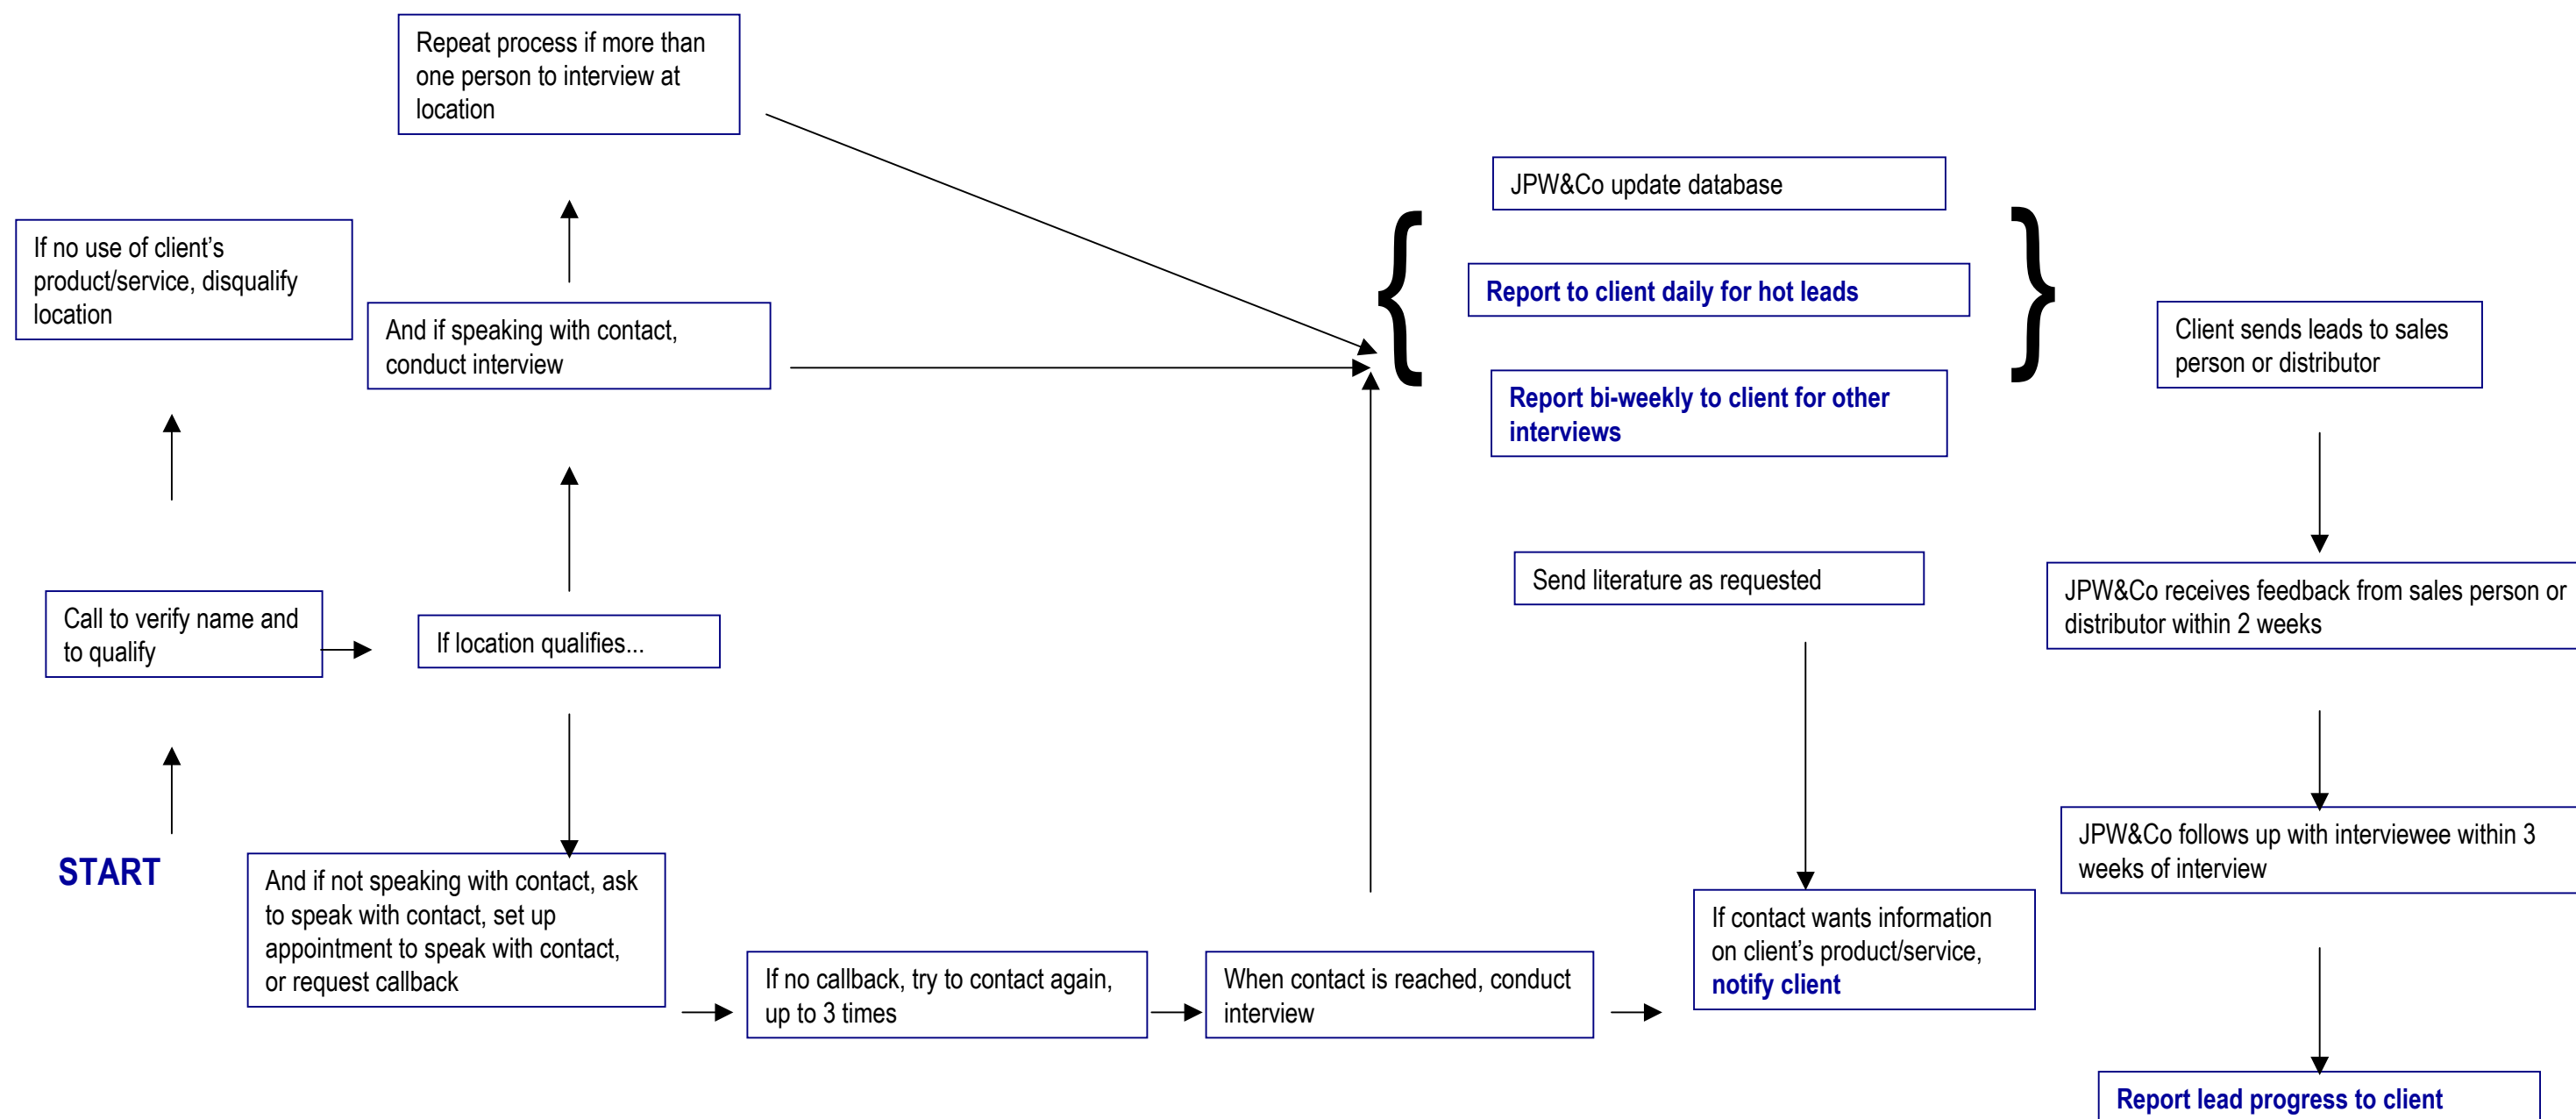 Repeat process if more than
one person to interview at
location
JPW&Co update database
If no use of client’s
product/service, disqualify
location
Report to client daily for hot leads
And if speaking with contact,
conduct interview
Client sends leads to sales
person or distributor
Report bi-weekly to client for other
interviews
Send literature as requested
JPW&Co receives feedback from sales person or
distributor within 2 weeks
Call to verify name and
to qualify
If location qualifies...
JPW&Co follows up with interviewee within 3
weeks of interview
START
And if not speaking with contact, ask
to speak with contact, set up
appointment to speak with contact,
or request callback
If contact wants information
on client’s product/service,
notify client
If no callback, try to contact again,
up to 3 times
When contact is reached, conduct
interview
Report lead progress to client